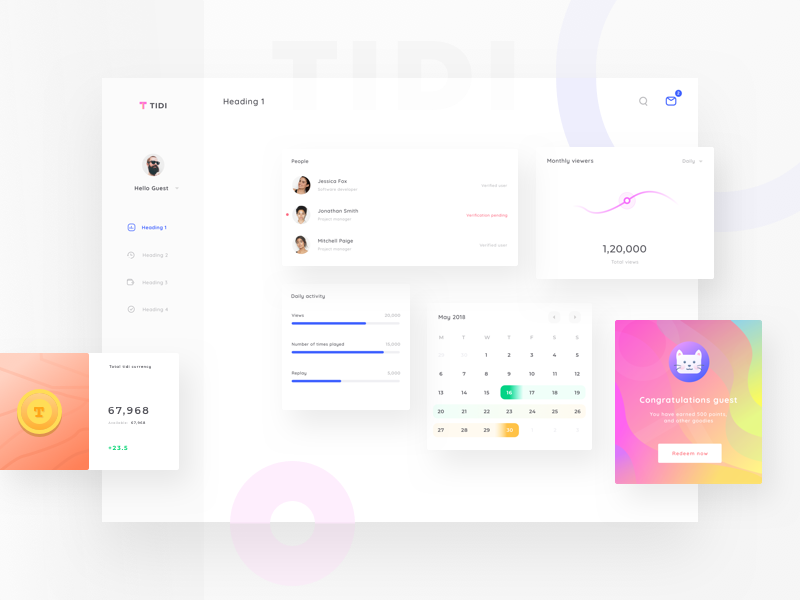 TIDI
TIDI
Heading 1
2
Hello Guest
Heading 1
Heading 2
Heading 3
Heading 4
People
Jessica Fox
Software developer
Verified user
Jonathan Smith
Project manager
Verification pending
Mitchell Paige
Project manager
Verified user
Monthly viewers
Daily
1,20,000
Total views
Daily activity
Views
20,000
Number of times played
Replay
5,000
May 2018
M T W T F S S
1 2 3 4 5
6 7 8 9 10 11 12
13 14 15 16 17 18 19
20 21 22 23 24 25 26
27 28 29 30 1 2 3
Total tidi currency
T
67,968
Available : 67,968
+23.5
Congratulations guest
You have earned 500 points
and other goodies
Redeem now